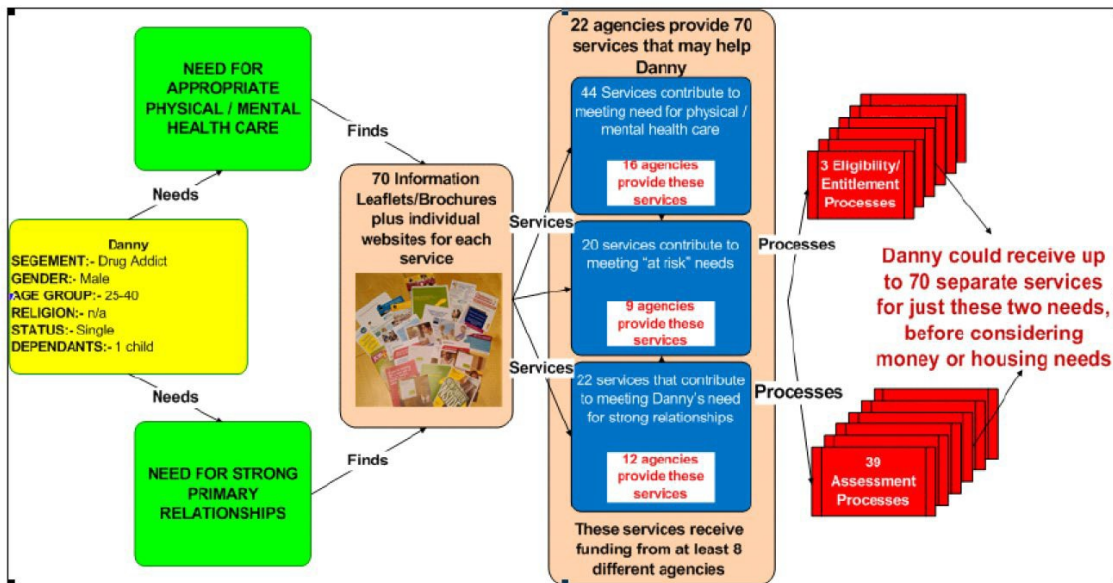 NEED FOR
APPROPRIATE
PHYSICAL / MENTAL
HEALTH CARE
Needs
Danny
SEGEMENT:- Drug Addict
GENDER:- Male
AGE GROUP:- 25-40
RELIGION:- n/a
STATUS:- Single
DEPENDANTS:- 1 child
Needs
NEED FOR STRONG
PRIMARY
RELATIONSHIPS
Finds
70 Information
Leaflets/Brochures
plus individual
websites for each
service
Finds
Services
Services
22 agencies provide 70
services that may help
Danny
44 Services contribute to
meeting need for physical /
mental health care
16 agencies
provide these
services
20 services contribute to
meeting "at risk" needs
9 agencies
provide these
services
22 services that contribute
to meeting Danny's need
for strong relationships
12 agencies
provide these
services
These services receive
funding from at least 8
different agencies
Processes
Processes
3 Eligibility/
Entitlement
Processes
Danny could receive up
to 70 separate services
for just these two needs,
before considering
money or housing needs
39
Assessment
Processes